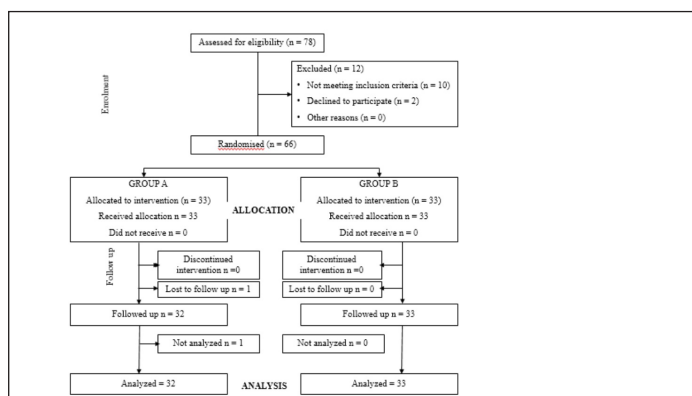 Assessed for eligibility (n = 78)
Enrolment
Excluded (n = 12)
• Not meeting inclusion criteria (n = 10)
• Declined to participate (n = 2)
• Other reasons (n = 0)
Randomised (n = 66)
GROUP A
Allocated to intervention (n = 33)
Received allocation n = 33
Did not receive n = 0
ALLOCATION
GROUP B
Allocated to intervention (n = 33)
Received allocation n = 33
Did not receive n = 0
Follow up
Discontinued
intervention n =0
Lost to follow up n = 1
Discontinued
intervention n =0
Lost to follow up n = 0
Followed up n = 32
Followed up n = 33
Not analyzed n = 1
Not analyzed n = 0
Analyzed = 32
ANALYSIS
Analyzed = 33